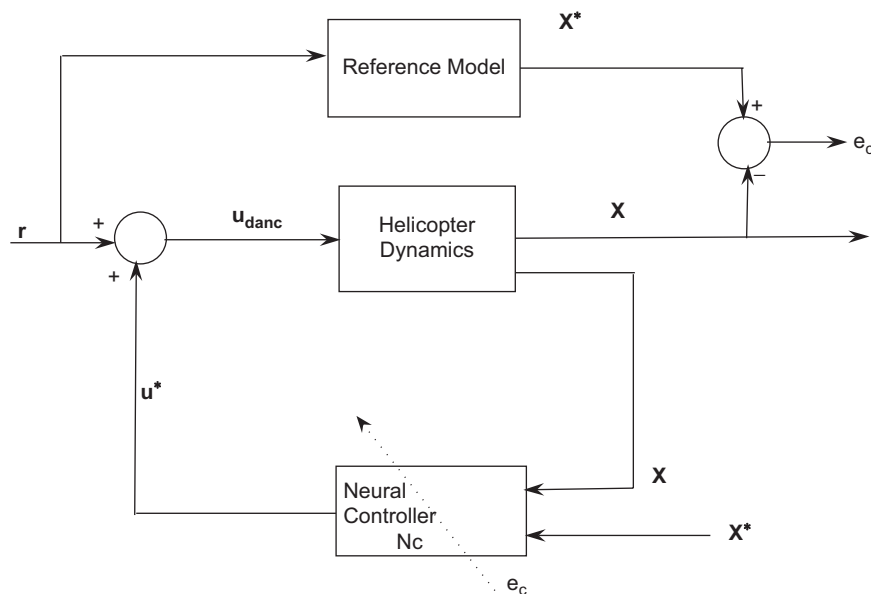 X*
Reference Model
+
e_c
−
r
+
+
u_danc
Helicopter
Dynamics
X
u*
Neural
Controller
Nc
X
X*
e_c